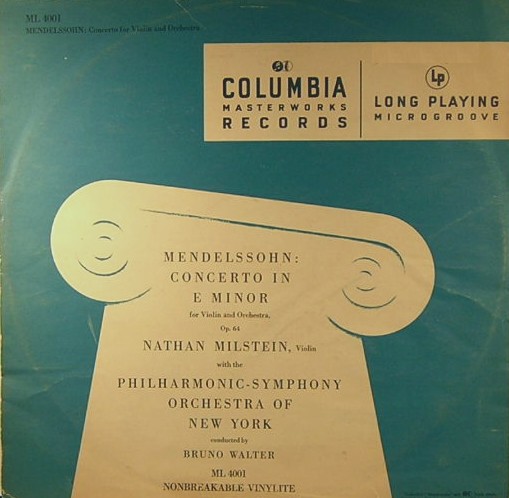 ML 4001
MENDELSSOHN: Concerto for Violin and Orchestra
COLUMBIA
MASTERWORKS
RECORDS
LP
LONG PLAYING
MICROGROOVE
MENDELSSOHN:
CONCERTO IN
E MINOR
for Violin and Orchestra,
Op. 64
NATHAN MILSTEIN, Violin
with the
PHILHARMONIC-SYMPHONY
ORCHESTRA OF
NEW YORK
conducted by
BRUNO WALTER
ML 4001
NONBREAKABLE VINYLITE